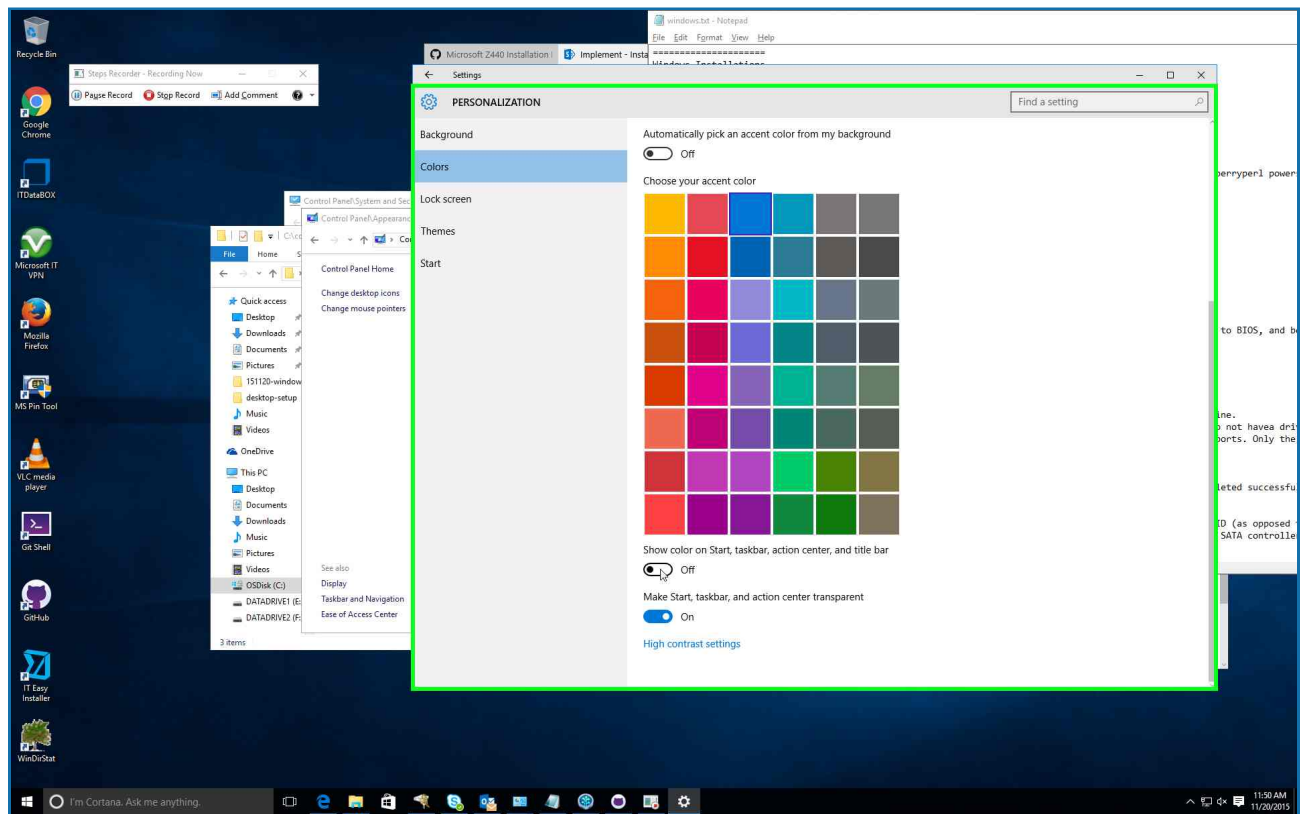 Recycle Bin
Google
Chrome
ITDataBOX
Microsoft IT
VPN
Mozilla
Firefox
MS Pin Tool
VLC media
player
Git Shell
GitHub
IT Easy
Installer
WinDirStat
Steps Recorder - Recording Now
Pause Record
Stop Record
Add Comment
windows.txt - Notepad
File Edit Format View Help
=====================
Microsoft Z440 Installation
Implement - Insta
Control Panel\System and Sec
Control Panel\Appearanc
File
Home
Control Panel Home
Change desktop icons
Change mouse pointers
See also
Display
Taskbar and Navigation
Ease of Access Center
Quick access
Desktop
Downloads
Documents
Pictures
151120-window
desktop-setup
Music
Videos
OneDrive
This PC
Desktop
Documents
Downloads
Music
Pictures
Videos
OSDisk (C:)
DATADRIVE1 (E:
DATADRIVE2 (F:
3 items
Settings
PERSONALIZATION
Find a setting
Background
Colors
Lock screen
Themes
Start
Automatically pick an accent color from my background
Off
Choose your accent color
Show color on Start, taskbar, action center, and title bar
Off
Make Start, taskbar, and action center transparent
On
High contrast settings
erryperl power
to BIOS, and b
ine.
not havea dri
orts. Only the
leted successfu
ID (as opposed
SATA controlle
I'm Cortana. Ask me anything.
11:50 AM
11/20/2015